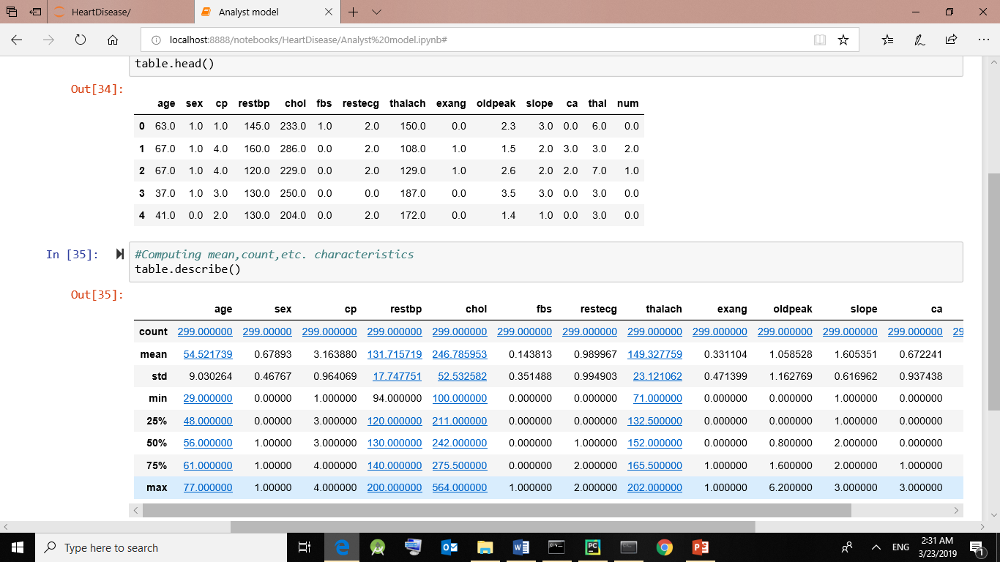 HeartDisease/
Analyst model
localhost:8888/notebooks/HeartDisease/Analyst%20model.ipynb#
table.head()
Out[34]:
age sex cp restbp chol fbs restecg thalach exang oldpeak slope ca thal num
0 63.0 1.0 1.0 145.0 233.0 1.0 2.0 150.0 0.0 2.3 3.0 0.0 6.0 0.0
1 67.0 1.0 4.0 160.0 286.0 0.0 2.0 108.0 1.0 1.5 2.0 3.0 3.0 2.0
2 67.0 1.0 4.0 120.0 229.0 0.0 2.0 129.0 1.0 2.6 2.0 2.0 7.0 1.0
3 37.0 1.0 3.0 130.0 250.0 0.0 0.0 187.0 0.0 3.5 3.0 0.0 3.0 0.0
4 41.0 0.0 2.0 130.0 204.0 0.0 2.0 172.0 0.0 1.4 1.0 0.0 3.0 0.0
In [35]:
#Computing mean,count,etc. characteristics
table.describe()
Out[35]:
age sex cp restbp chol fbs restecg thalach exang oldpeak slope ca
count 299.000000 299.00000 299.000000 299.000000 299.000000 299.000000 299.000000 299.000000 299.000000 299.000000 299.000000 299.000000 29
mean 54.521739 0.67893 3.163880 131.715719 246.785953 0.143813 0.989967 149.327759 0.331104 1.058528 1.605351 0.672241
std 9.030264 0.46767 0.964069 17.747751 52.532582 0.351488 0.994903 23.121062 0.471399 1.162769 0.616962 0.937438
min 29.000000 0.00000 1.000000 94.000000 100.000000 0.000000 0.000000 71.000000 0.000000 0.000000 1.000000 0.000000
25% 48.000000 0.00000 3.000000 120.000000 211.000000 0.000000 0.000000 132.500000 0.000000 0.000000 1.000000 0.000000
50% 56.000000 1.00000 3.000000 130.000000 242.000000 0.000000 1.000000 152.000000 0.000000 0.800000 2.000000 0.000000
75% 61.000000 1.00000 4.000000 140.000000 275.500000 0.000000 2.000000 165.500000 1.000000 1.600000 2.000000 1.000000
max 77.000000 1.00000 4.000000 200.000000 564.000000 1.000000 2.000000 202.000000 1.000000 6.200000 3.000000 3.000000
Type here to search
ENG
2:31 AM
3/23/2019
1